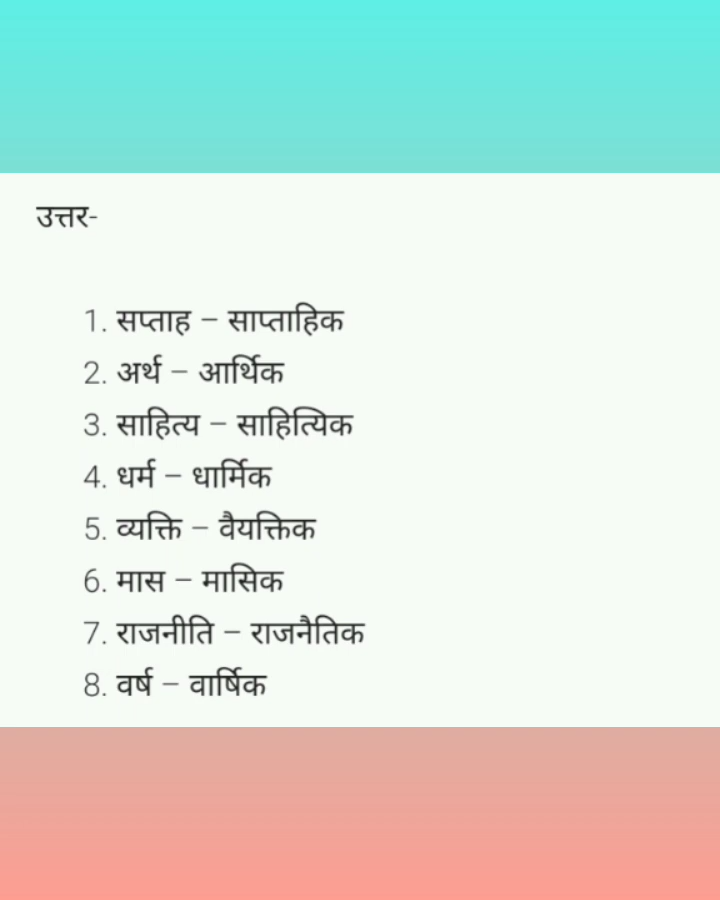 उत्तर-
1. सप्ताह – साप्ताहिक
2. अर्थ – आर्थिक
3. साहित्य – साहित्यिक
4. धर्म – धार्मिक
5. व्यक्ति – वैयक्तिक
6. मास – मासिक
7. राजनीति – राजनैतिक
8. वर्ष – वार्षिक